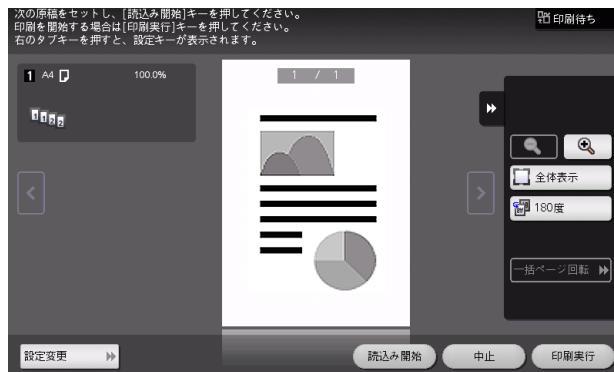 次の原稿をセットし、[読込み開始]キーを押してください。
印刷を開始する場合は[印刷実行]キーを押してください。
右のタブキーを押すと、設定キーが表示されます。
印刷待ち
1 A4 100.0%
1 1 2 2
1 / 1
全体表示
180度
一括ページ回転
設定変更
読込み開始
中止
印刷実行